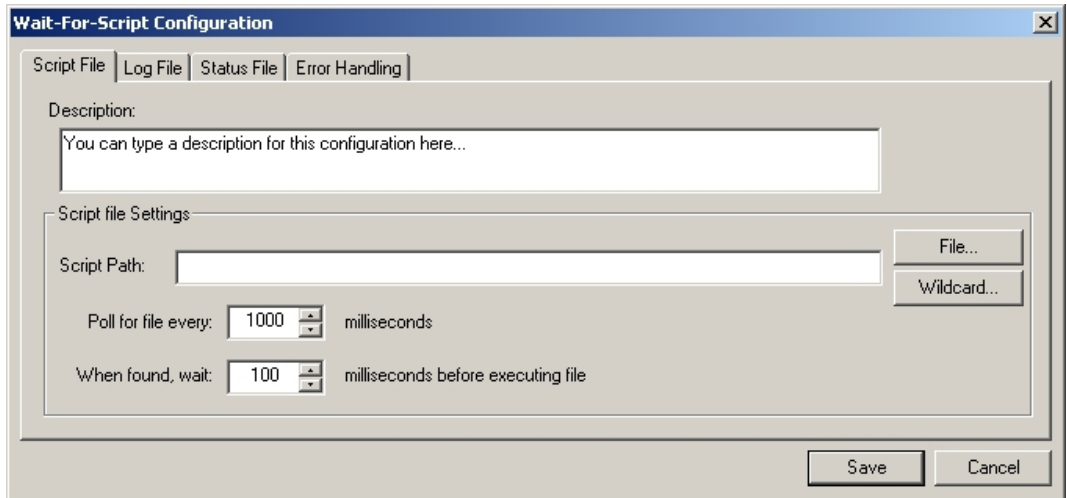 Wait-For-Script Configuration
Script File Log File Status File Error Handling
Description:
You can type a description for this configuration here...
Script file Settings
File...
Script Path:
Wildcard...
Poll for file every: 1000 milliseconds
When found, wait: 100 milliseconds before executing file
Save Cancel